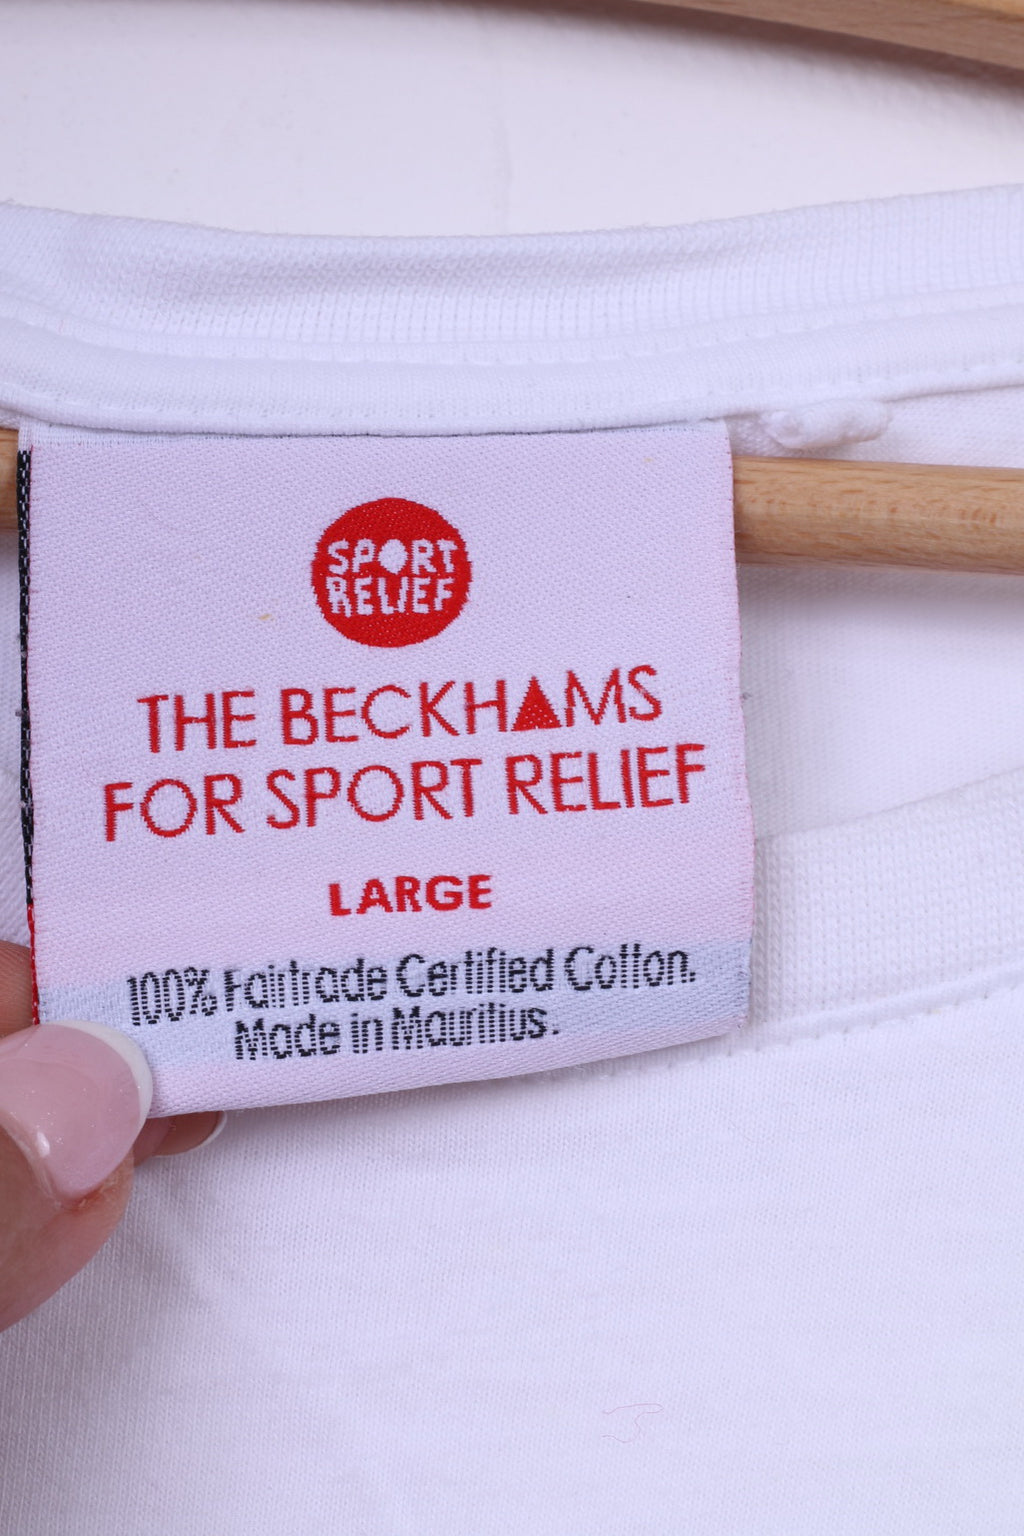 SPORT
RELIEF
THE BECKHAMS
FOR SPORT RELIEF
LARGE
100% Fairtrade Certified Cotton.
Made in Mauritius.